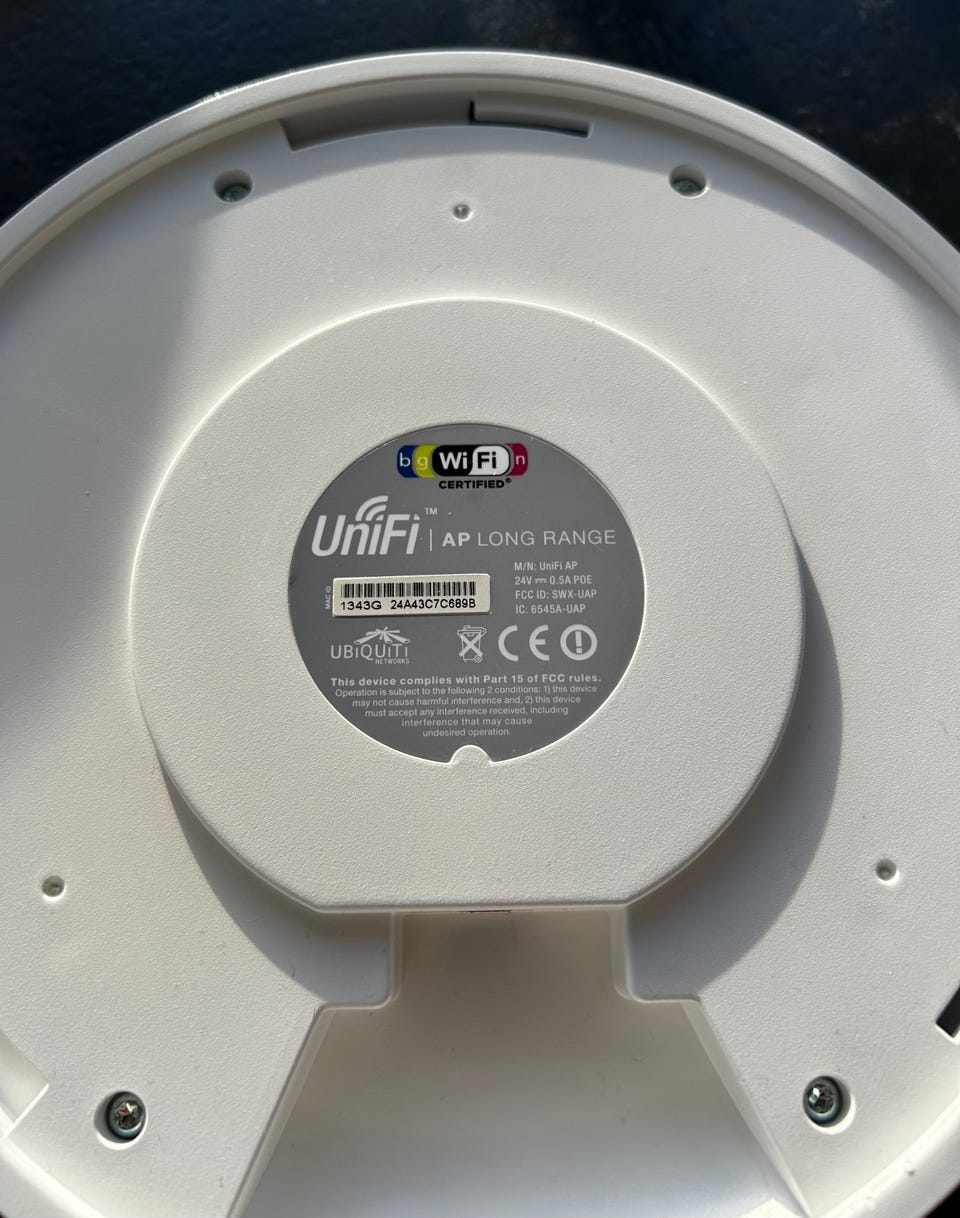 b g WiFi n
CERTIFIED®
UniFi™ | AP LONG RANGE
M/N: UniFi AP
24V ⎓ 0.5A POE
FCC ID: SWX-UAP
IC: 6545A-UAP
MAC ID
1343G 24A43C7C689B
UBiQUiTi
NETWORKS
CE
This device complies with Part 15 of FCC rules.
Operation is subject to the following 2 conditions: 1) this device
may not cause harmful interference and, 2) this device
must accept any interference received, including
interference that may cause
undesired operation.